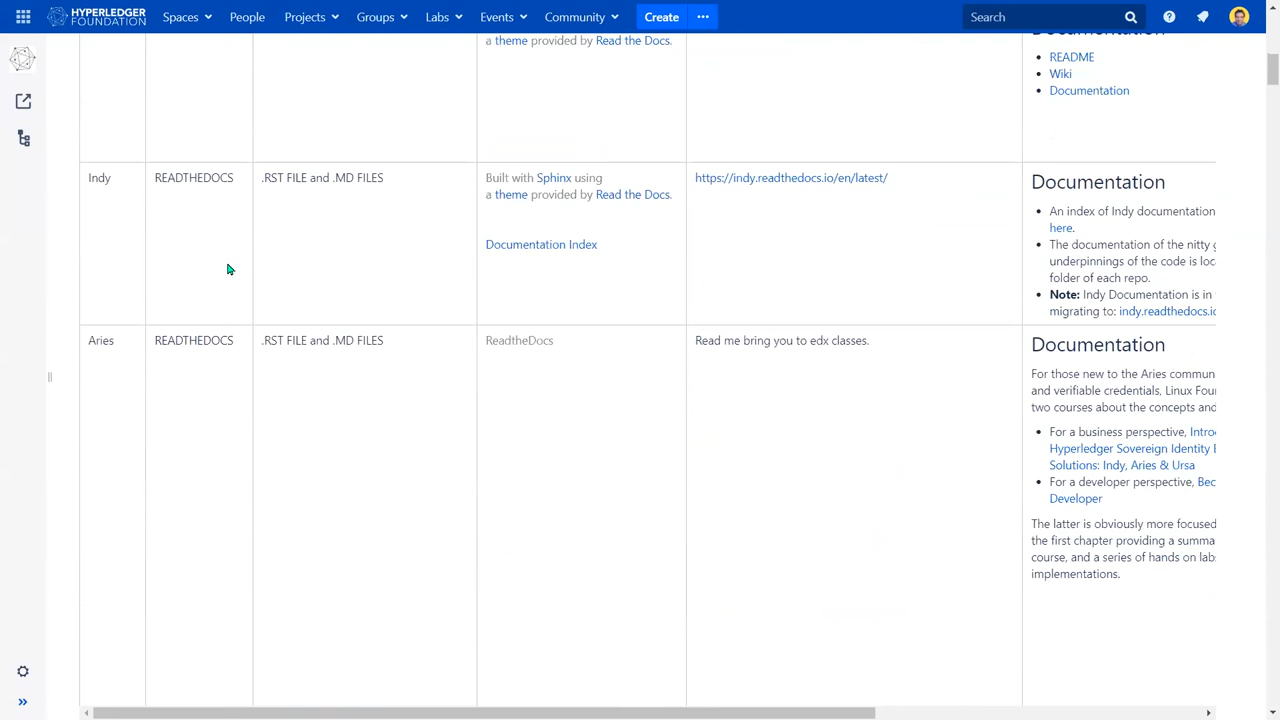 HYPERLEDGER
FOUNDATION
Spaces
People
Projects
Groups
Labs
Events
Community
Create
Search
a theme provided by Read the Docs.
README
Wiki
Documentation
Indy
READTHEDOCS
.RST FILE and .MD FILES
Built with Sphinx using
a theme provided by Read the Docs.
Documentation Index
https://indy.readthedocs.io/en/latest/
Documentation
An index of Indy documentation
here.
The documentation of the nitty g
underpinnings of the code is loc
folder of each repo.
Note: Indy Documentation is in
migrating to: indy.readthedocs.io
Aries
READTHEDOCS
.RST FILE and .MD FILES
ReadtheDocs
Read me bring you to edx classes.
Documentation
For those new to the Aries commun
and verifiable credentials, Linux Four
two courses about the concepts and
For a business perspective, Intro
Hyperledger Sovereign Identity B
Solutions: Indy, Aries & Ursa
For a developer perspective, Bec
Developer
The latter is obviously more focused
the first chapter providing a summa
course, and a series of hands on labs
implementations.